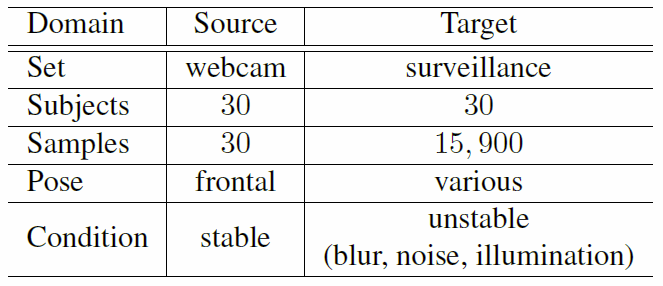 Domain Source Target
Set webcam surveillance
Subjects 30 30
Samples 30 15, 900
Pose frontal various
Condition stable unstable
(blur, noise, illumination)